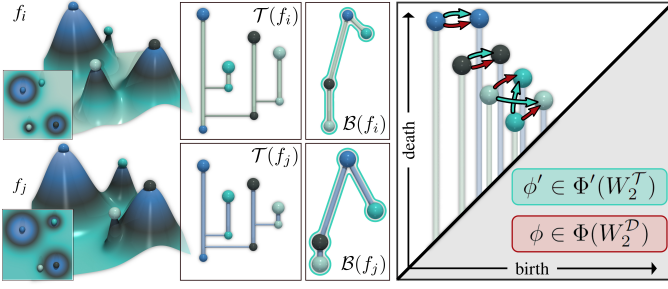 f_i
𝒯(f_i)
ℬ(f_i)
f_j
𝒯(f_j)
ℬ(f_j)
death
birth
ϕ′ ∈ Φ′(W_2^𝒯)
ϕ ∈ Φ(W_2^𝒟)